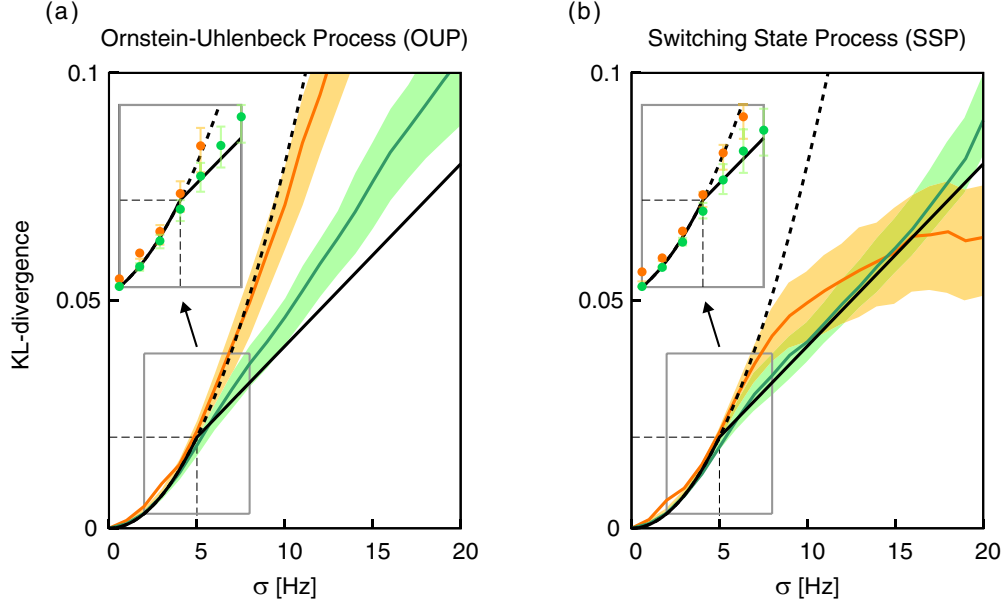 (a)
Ornstein-Uhlenbeck Process (OUP)
0.1
0.05
0
KL-divergence
0 5 10 15 20
σ [Hz]
(b)
Switching State Process (SSP)
0.1
0.05
0
0 5 10 15 20
σ [Hz]